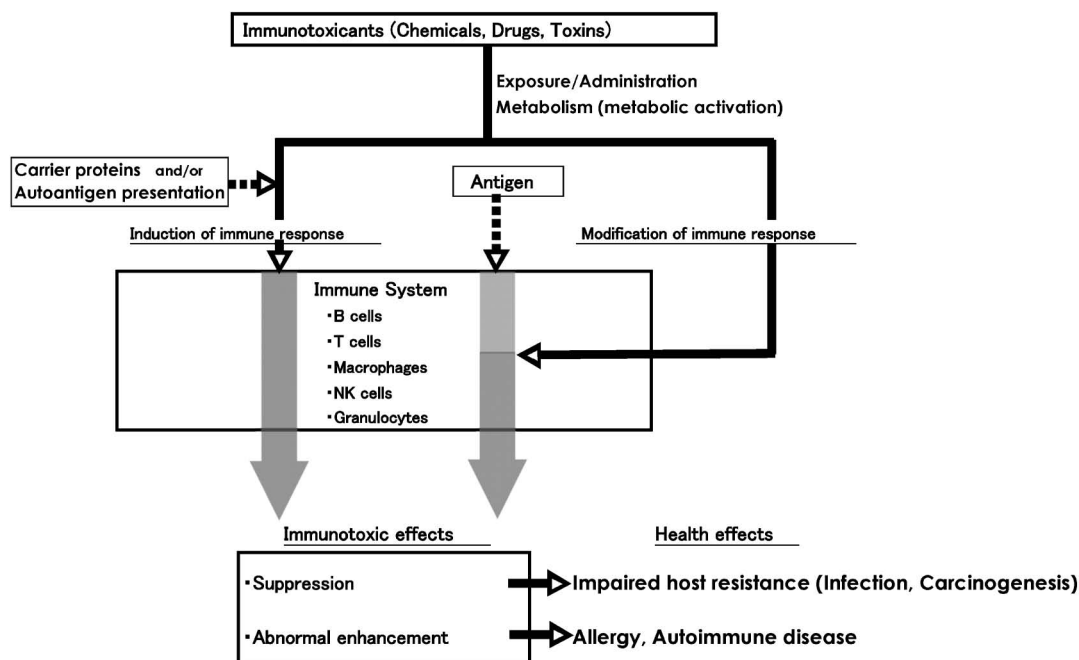 Immunotoxicants (Chemicals, Drugs, Toxins)
Exposure/Administration
Metabolism (metabolic activation)
Carrier proteins and/or
Autoantigen presentation
Antigen
Induction of immune response
Modification of immune response
Immune System
・B cells
・T cells
・Macrophages
・NK cells
・Granulocytes
Immunotoxic effects
Health effects
・Suppression
Impaired host resistance (Infection, Carcinogenesis)
・Abnormal enhancement
Allergy, Autoimmune disease